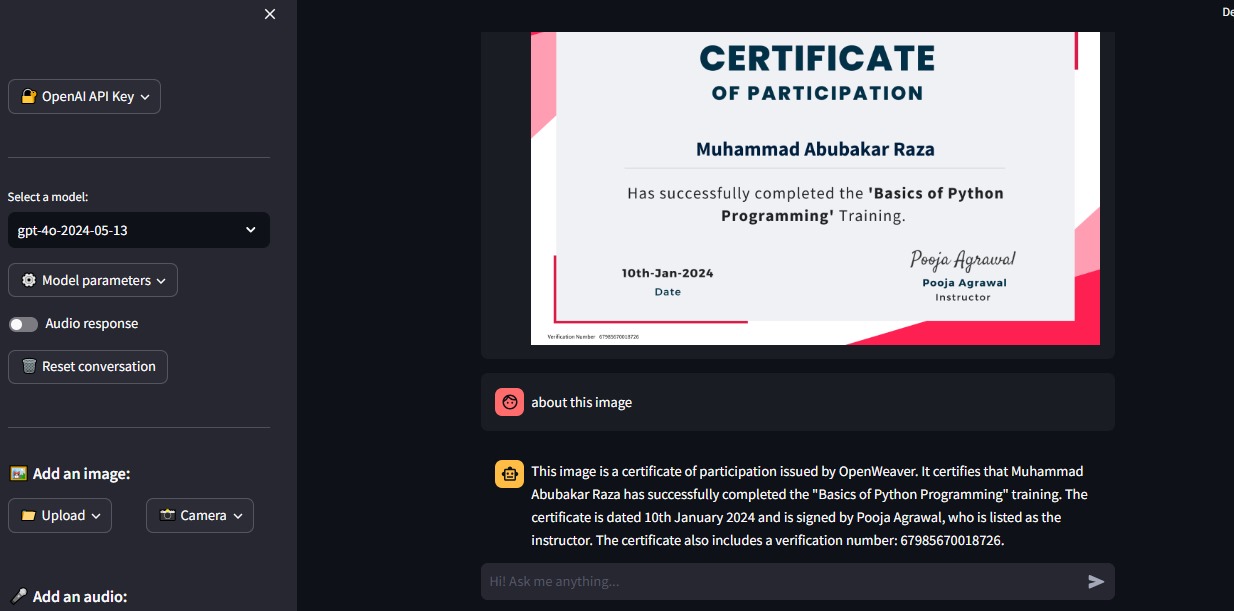 De
OpenAI API Key
Select a model:
gpt-4o-2024-05-13
Model parameters
Audio response
Reset conversation
Add an image:
Upload
Camera
Add an audio:
CERTIFICATE
OF PARTICIPATION
Muhammad Abubakar Raza
Has successfully completed the 'Basics of Python
Programming' Training.
10th-Jan-2024
Date
Pooja Agrawal
Pooja Agrawal
Instructor
Verification Number 67985670018726
about this image
This image is a certificate of participation issued by OpenWeaver. It certifies that Muhammad
Abubakar Raza has successfully completed the "Basics of Python Programming" training. The
certificate is dated 10th January 2024 and is signed by Pooja Agrawal, who is listed as the
instructor. The certificate also includes a verification number: 67985670018726.
Hi! Ask me anything...